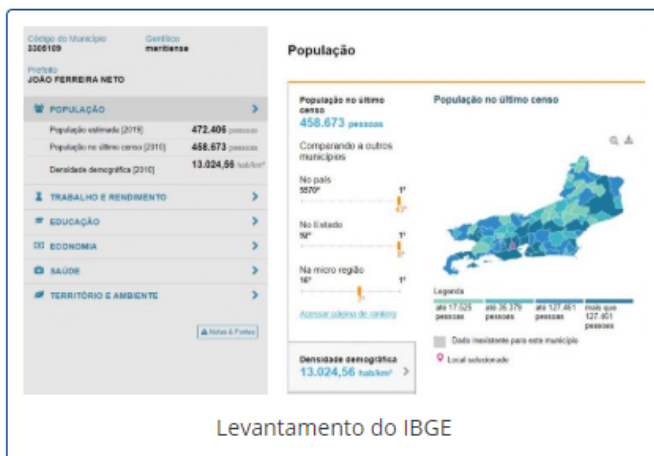 Código do Município
3305109
Gentílico
meritiense
Prefeito
JOÃO FERREIRA NETO
POPULAÇÃO
População estimada [2019] 472.406 pessoas
População no último censo [2010] 458.673 pessoas
Densidade demográfica [2010] 13.024,56 hab/km²
TRABALHO E RENDIMENTO
EDUCAÇÃO
ECONOMIA
SAÚDE
TERRITÓRIO E AMBIENTE
Notas & Fontes
População
População no último censo
458.673 pessoas
Comparando a outros municípios
No país
5570º 1º
No Estado
92º 1º
Na micro região
1º
Acessar página de ranking
Densidade demográfica
13.024,56 hab/km²
População no último censo
Legenda
até 17.525 pessoas
até 35.379 pessoas
até 127.461 pessoas
mais que 127.461 pessoas
Dado inexistente para este município
Local selecionado
Levantamento do IBGE